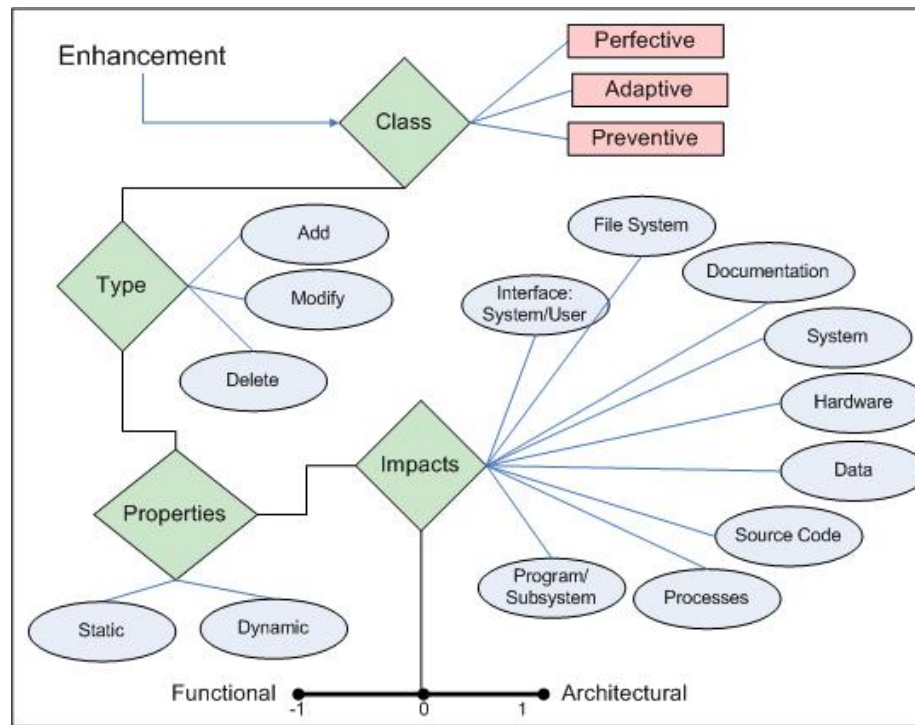 Enhancement
Perfective
Adaptive
Preventive
Class
Type
Add
Modify
Delete
File System
Documentation
Interface:
System/User
System
Hardware
Impacts
Data
Properties
Source Code
Program/
Subsystem
Processes
Static
Dynamic
Functional
Architectural
-1
0
1